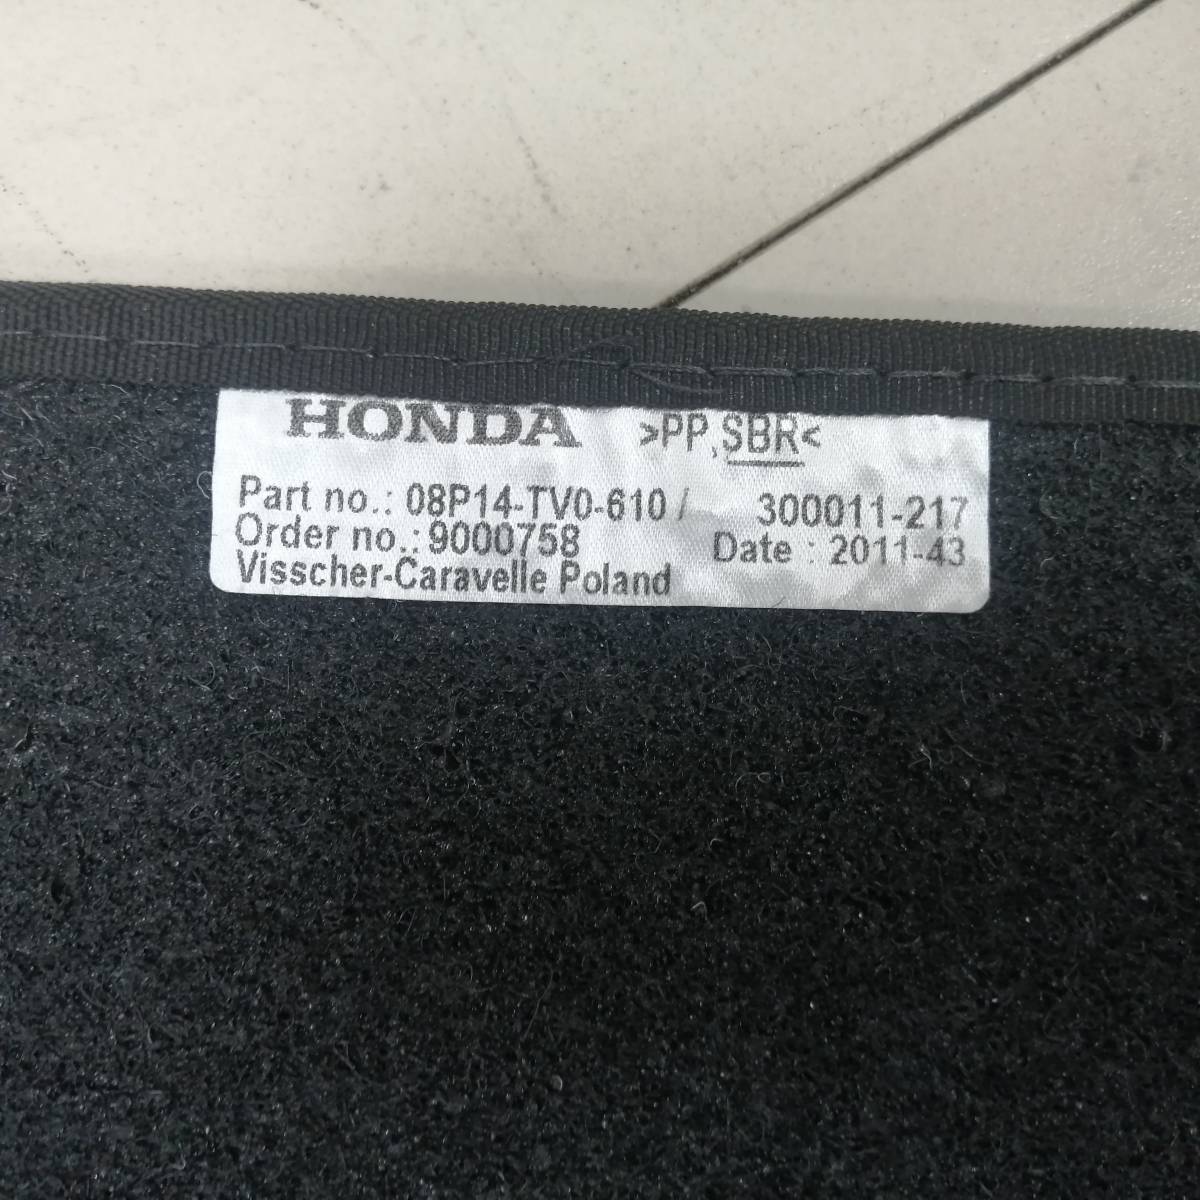 HONDA >PP,SBR<
Part no.: 08P14-TV0-610 / 300011-217
Order no.: 9000758 Date : 2011-43
Visscher-Caravelle Poland